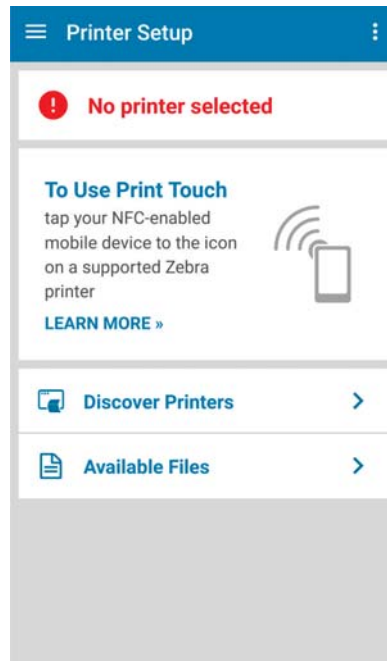 Printer Setup
No printer selected
To Use Print Touch
tap your NFC-enabled
mobile device to the icon
on a supported Zebra
printer
LEARN MORE »
Discover Printers
Available Files